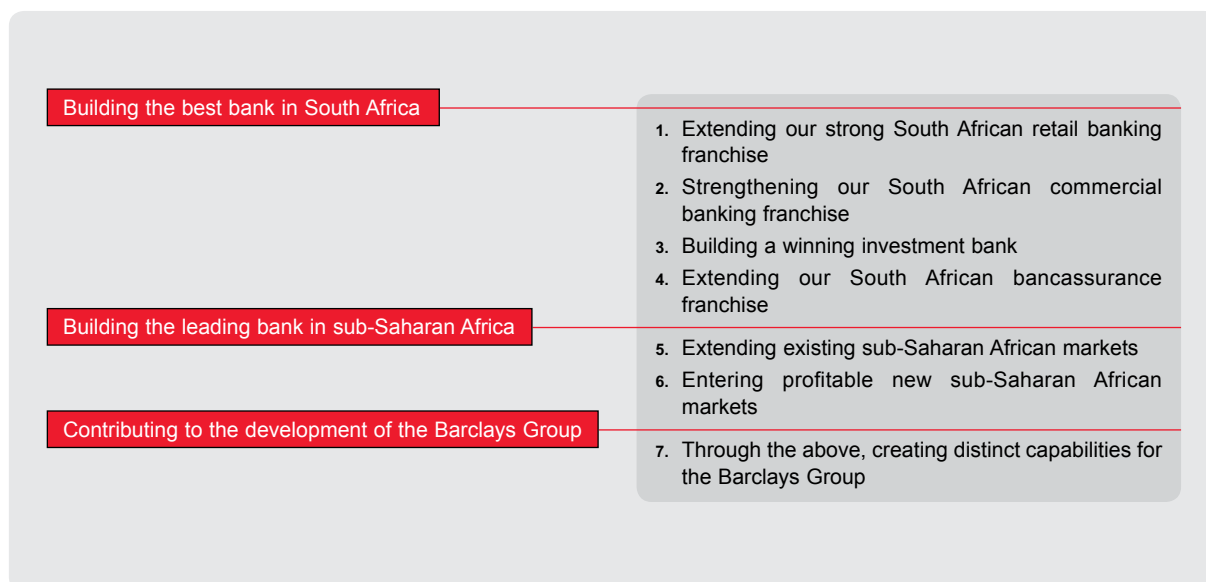 Building the best bank in South Africa
1. Extending our strong South African retail banking
franchise
2. Strengthening our South African commercial
banking franchise
3. Building a winning investment bank
4. Extending our South African bancassurance
franchise
Building the leading bank in sub-Saharan Africa
5. Extending existing sub-Saharan African markets
6. Entering profitable new sub-Saharan African
markets
Contributing to the development of the Barclays Group
7. Through the above, creating distinct capabilities for
the Barclays Group